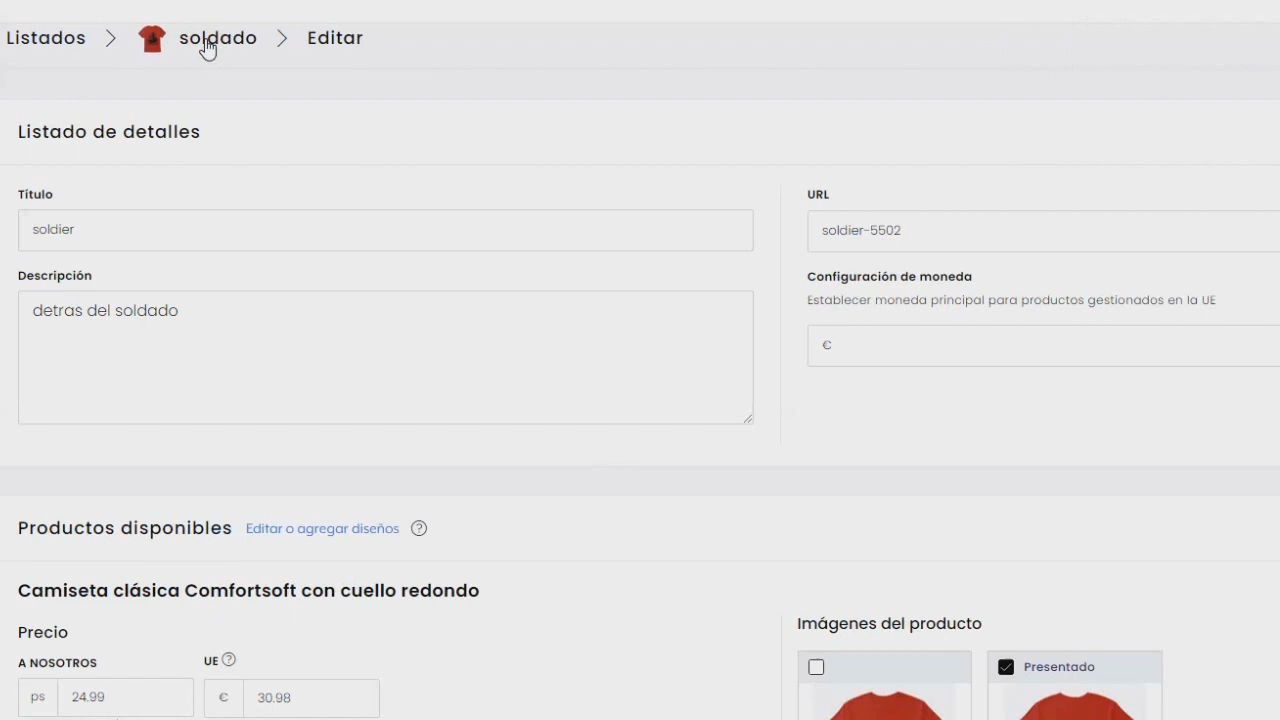 Listados > soldado > Editar
Listado de detalles
Título
soldier
Descripción
detras del soldado
URL
soldier-5502
Configuración de moneda
Establecer moneda principal para productos gestionados en la UE
€
Productos disponibles Editar o agregar diseños ?
Camiseta clásica Comfortsoft con cuello redondo
Precio
A NOSOTROS UE ?
ps 24.99 € 30.98
Imágenes del producto
Presentado